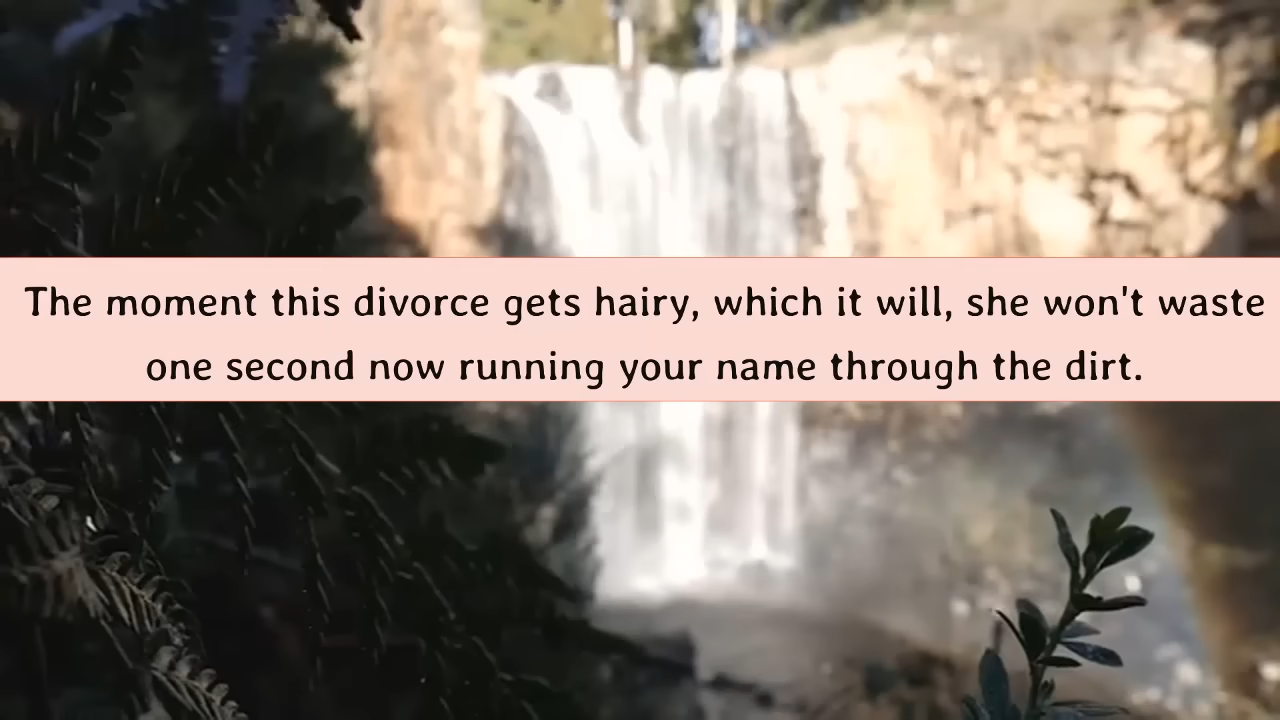 The moment this divorce gets hairy, which it will, she won't waste
one second now running your name through the dirt.